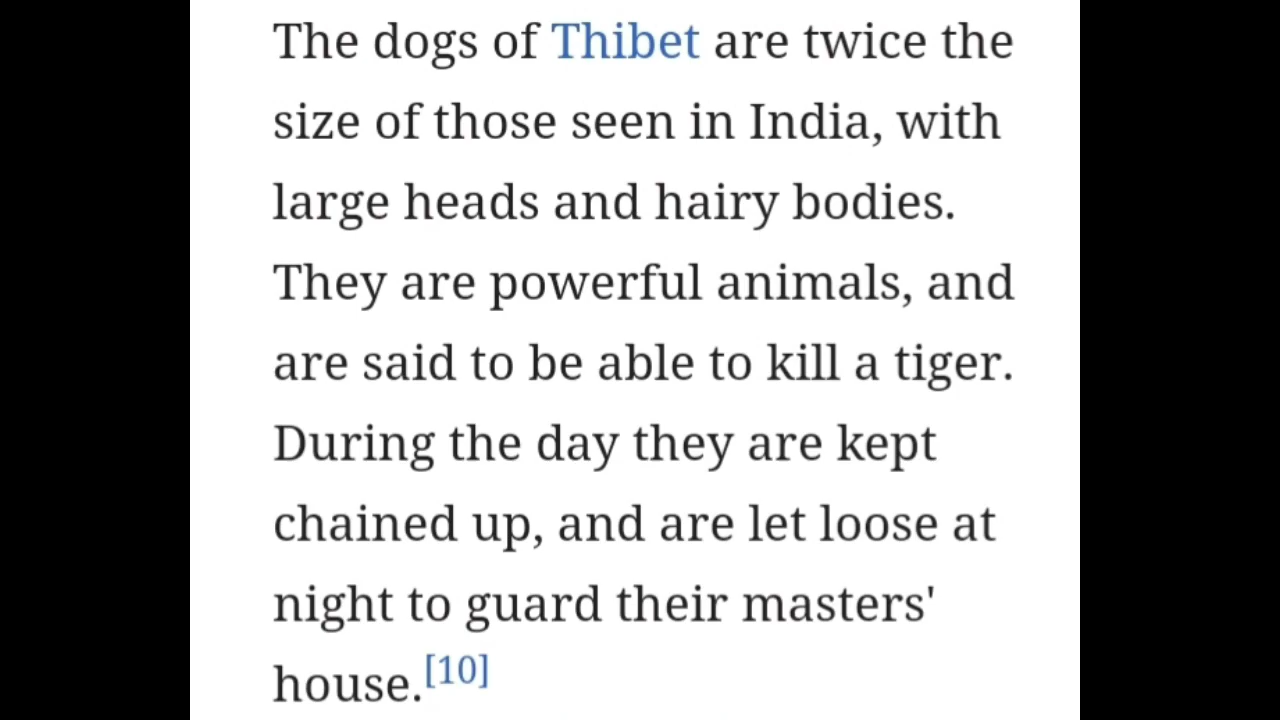 The dogs of Thibet are twice the
size of those seen in India, with
large heads and hairy bodies.
They are powerful animals, and
are said to be able to kill a tiger.
During the day they are kept
chained up, and are let loose at
night to guard their masters'
house.[10]